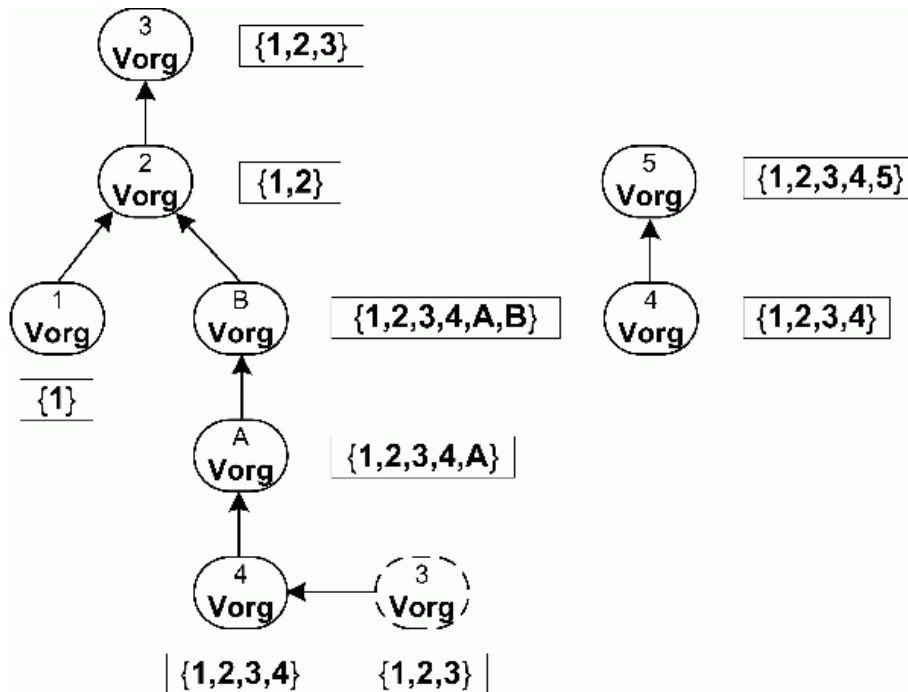 3
Vorg
{1,2,3}
2
Vorg
{1,2}
5
Vorg
{1,2,3,4,5}
1
Vorg
{1}
B
Vorg
{1,2,3,4,A,B}
4
Vorg
{1,2,3,4}
A
Vorg
{1,2,3,4,A}
4
Vorg
{1,2,3,4}
3
Vorg
{1,2,3}